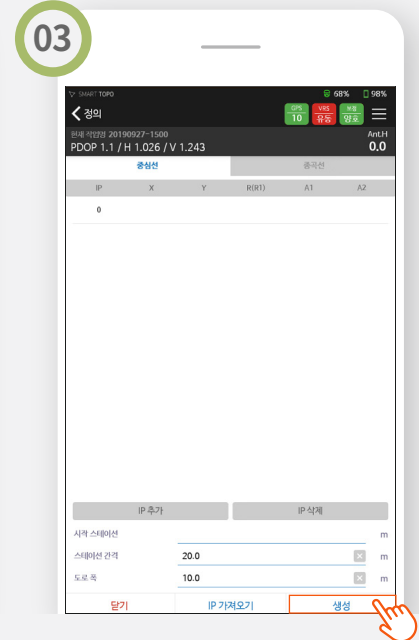 03
SMART TOPO 68% 98%
정의 GPS 10 VRS 유동 보정 양호
현재 작업명 20190927-1500 Ant.H
PDOP 1.1 / H 1.026 / V 1.243 0.0
중심선 종곡선
IP X Y R(R1) A1 A2
0
IP 추가 IP 삭제
시작 스테이션 m
스테이션 간격 20.0 m
도로 폭 10.0 m
닫기 IP 가져오기 생성